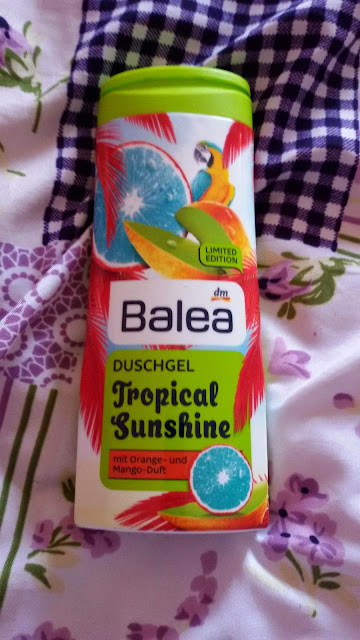 LIMITED
EDITION
dm
Balea
DUSCHGEL
Tropical
Sunshine
mit Orange- und
Mango-Duft